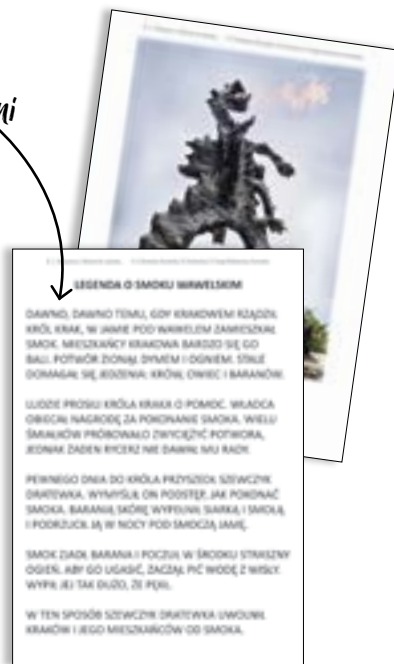 ni
LEGENDA O SMOKU WAWELSKIM
DAWNO, DAWNO TEMU, GDY KRAKOWEM RZĄDZIŁ
KRÓL KRAK, W JAMIE POD WAWELEM ZAMIESZKAŁ
SMOK. MIESZKAŃCY KRAKOWA BARDZO SIĘ GO
BALI. POTWÓR ZIONĄŁ DYMEM I OGNIEM. STALE
DOMAGAŁ SIĘ JEDZENIA: KRÓW, OWIEC I BARANÓW.
LUDZIE PROSILI KRÓLA KRAKA O POMOC. WŁADCA
OBIECAŁ NAGRODĘ ZA POKONANIE SMOKA. WIELU
ŚMIAŁKÓW PRÓBOWAŁO ZWYCIĘŻYĆ POTWORA,
JEDNAK ŻADEN RYCERZ NIE DAWAŁ MU RADY.
PEWNEGO DNIA DO KRÓLA PRZYSZEDŁ SZEWCZYK
DRATEWKA. WYMYŚLIŁ ON PODSTĘP, JAK POKONAĆ
SMOKA. BARANIĄ SKÓRĘ WYPEŁNIŁ SIARKĄ I SMOŁĄ
I PODRZUCIŁ JĄ W NOCY POD SMOCZĄ JAMĘ.
SMOK ZJADŁ BARANA I POCZUŁ W ŚRODKU STRASZNY
OGIEŃ. ABY GO UGASIĆ, ZACZĄŁ PIĆ WODĘ Z WISŁY.
WYPIŁ JEJ TAK DUŻO, ŻE PĘKŁ.
W TEN SPOSÓB SZEWCZYK DRATEWKA UWOLNIŁ
KRAKÓW I JEGO MIESZKAŃCÓW OD SMOKA.